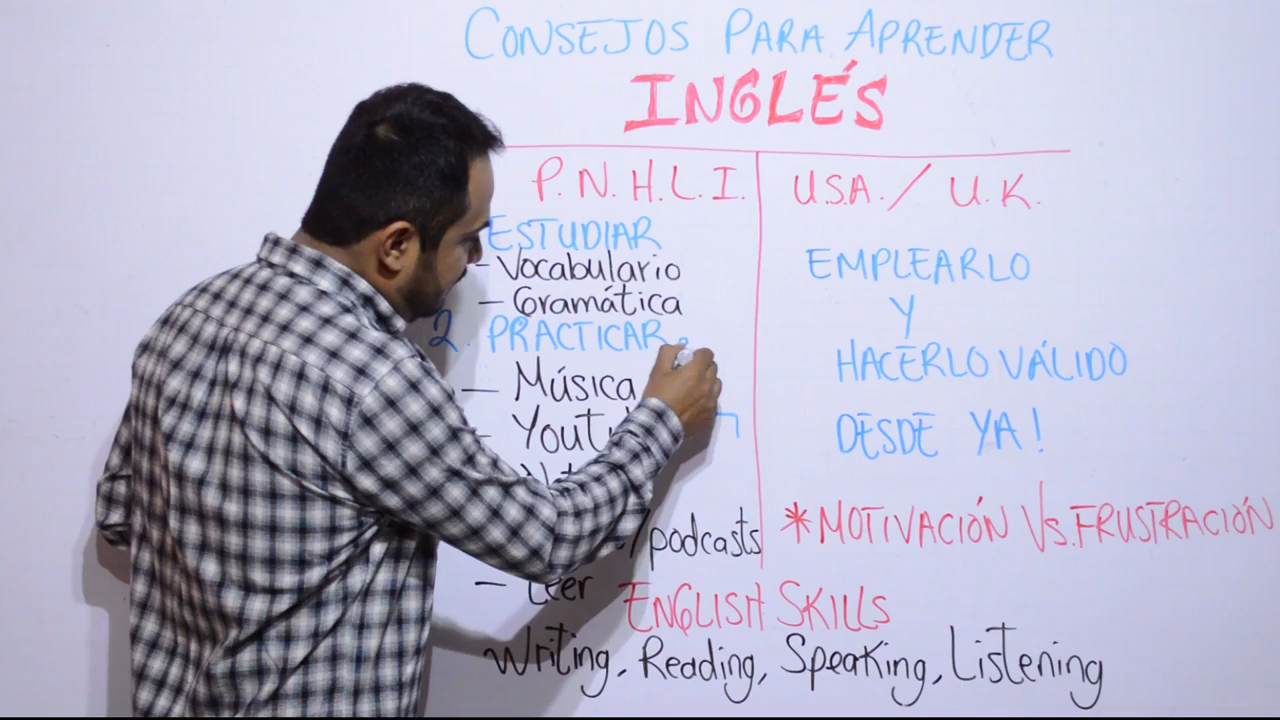 CONSEJOS PARA APRENDER
INGLÉS
P.N.H.L.I.
ESTUDIAR
- Vocabulario
- Gramática
2. PRACTICAR
- Música
-
/podcasts
- Leer
U.S.A. / U.K.
EMPLEARLO
Y
HACERLO VÁLIDO
DESDE YA!
*MOTIVACIÓN Vs. FRUSTRACIÓN
ENGLISH SKILLS
Writing, Reading, Speaking, Listening